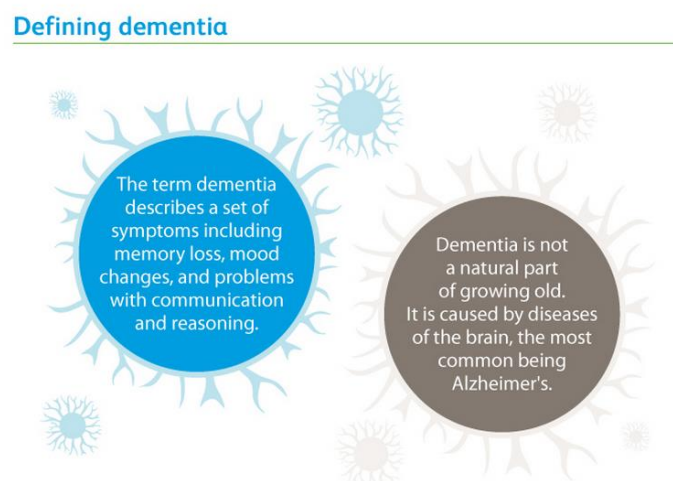 Defining dementia
The term dementia
describes a set of
symptoms including
memory loss, mood
changes, and problems
with communication
and reasoning.
Dementia is not
a natural part
of growing old.
It is caused by diseases
of the brain, the most
common being
Alzheimer's.